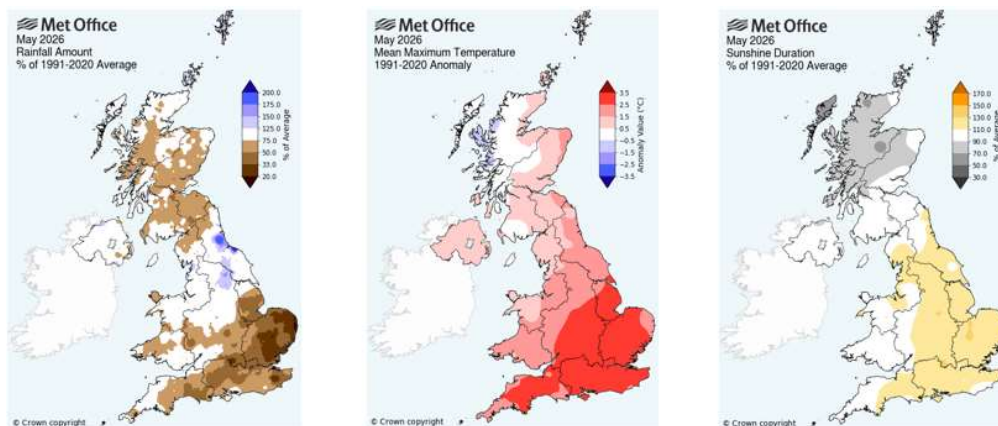 Met Office
May 2026
Rainfall Amount
% of 1991-2020 Average
200.0
150.0
125.0
75.0
50.0
33.0
20.0
% of Average
© Crown copyright
Met Office
May 2026
Mean Maximum Temperature
1991-2020 Anomaly
3.5
2.5
1.5
0.5
−0.5
−1.5
−2.5
−3.5
Anomaly Value (°C)
© Crown copyright
Met Office
May 2026
Sunshine Duration
% of 1991-2020 Average
170.0
150.0
130.0
110.0
90.0
70.0
50.0
30.0
% of Average
© Crown copyright